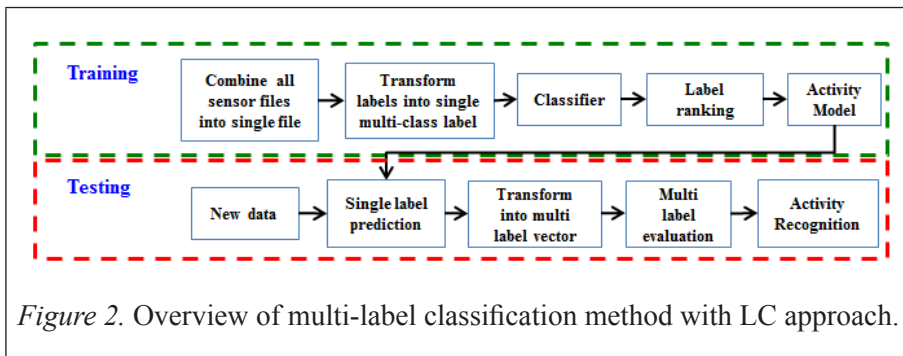 Training
Combine all
sensor files
into single file
Transform
labels into single
multi-class label
Classifier
Label
ranking
Activity
Model
Testing
New data
Single label
prediction
Transform
into multi
label vector
Multi
label
evaluation
Activity
Recognition
Figure 2. Overview of multi-label classification method with LC approach.